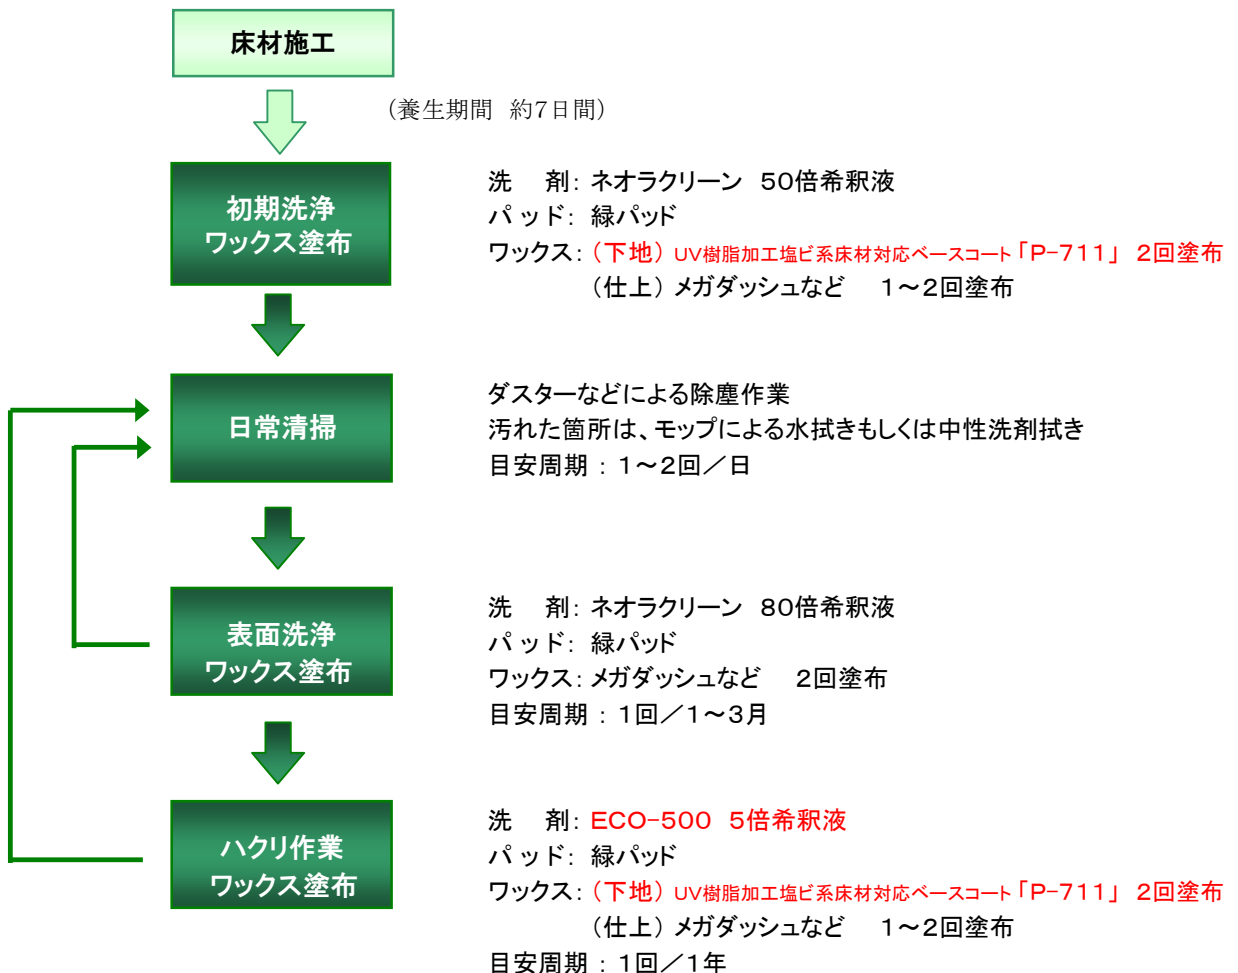 床材施工
(養生期間 約7日間)
初期洗浄
ワックス塗布
洗 剤: ネオラクリーン 50倍希釈液
パッド: 緑パッド
ワックス: (下地) UV樹脂加工塩ビ系床材対応ベースコート「P-711」 2回塗布
(仕上) メガダッシュなど 1～2回塗布
日常清掃
ダスターなどによる除塵作業
汚れた箇所は、モップによる水拭きもしくは中性洗剤拭き
目安周期 : 1～2回／日
表面洗浄
ワックス塗布
洗 剤: ネオラクリーン 80倍希釈液
パッド: 緑パッド
ワックス: メガダッシュなど 2回塗布
目安周期 : 1回／1～3月
ハクリ作業
ワックス塗布
洗 剤: ECO-500 5倍希釈液
パッド: 緑パッド
ワックス: (下地) UV樹脂加工塩ビ系床材対応ベースコート「P-711」 2回塗布
(仕上) メガダッシュなど 1～2回塗布
目安周期 : 1回／1年